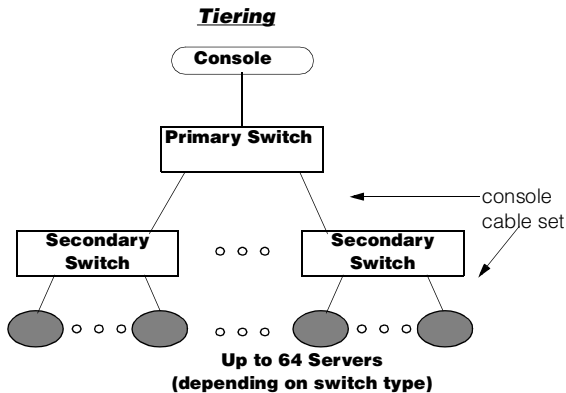 Tiering
Console
Primary Switch
console
cable set
Secondary
Switch
Secondary
Switch
Up to 64 Servers
(depending on switch type)